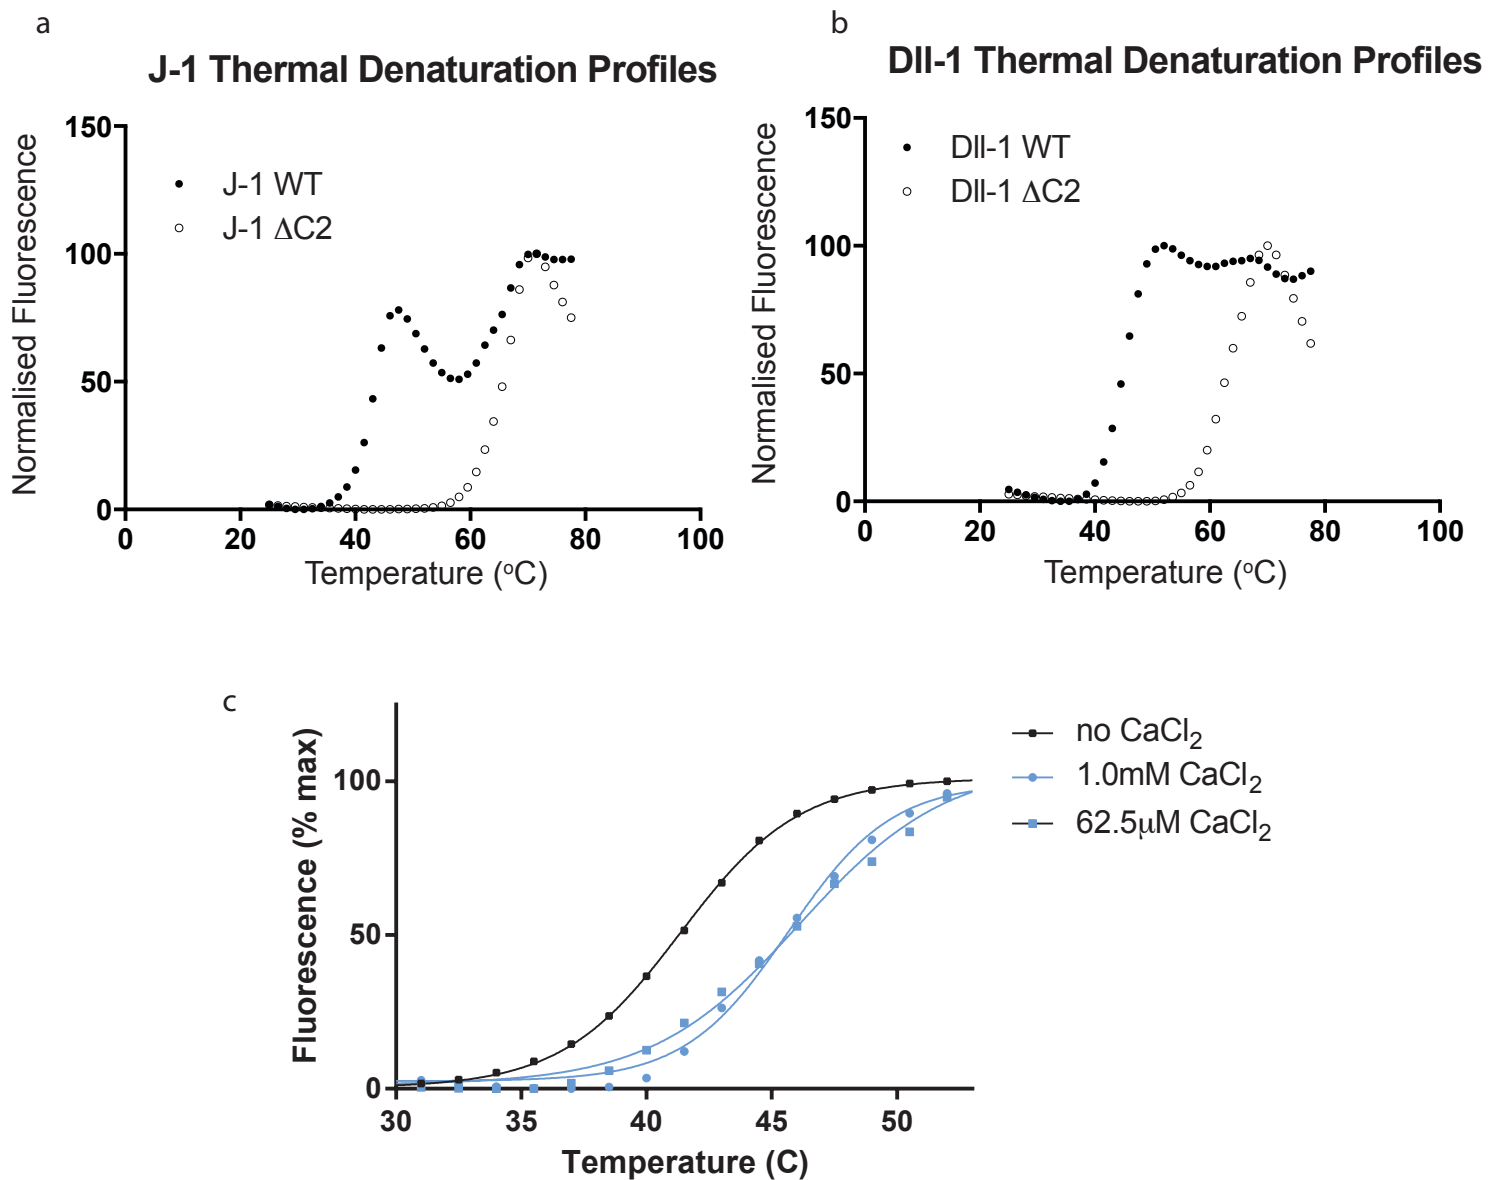 a
J-1 Thermal Denaturation Profiles
Normalised Fluorescence
150
100
50
0
J-1 WT
J-1 ΔC2
0 20 40 60 80 100
Temperature (ºC)
b
Dll-1 Thermal Denaturation Profiles
Normalised Fluorescence
150
100
50
0
Dll-1 WT
Dll-1 ΔC2
0 20 40 60 80 100
Temperature (ºC)
c
Fluorescence (% max)
100
50
0
30 35 40 45 50
Temperature (C)
no CaCl₂
1.0mM CaCl₂
62.5μM CaCl₂